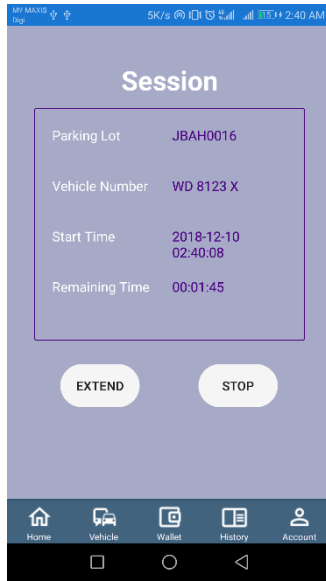 MY MAXIS
Digi
5K/s 2:40 AM
Session
Parking Lot JBAH0016
Vehicle Number WD 8123 X
Start Time 2018-12-10
02:40:08
Remaining Time 00:01:45
EXTEND STOP
Home Vehicle Wallet History Account